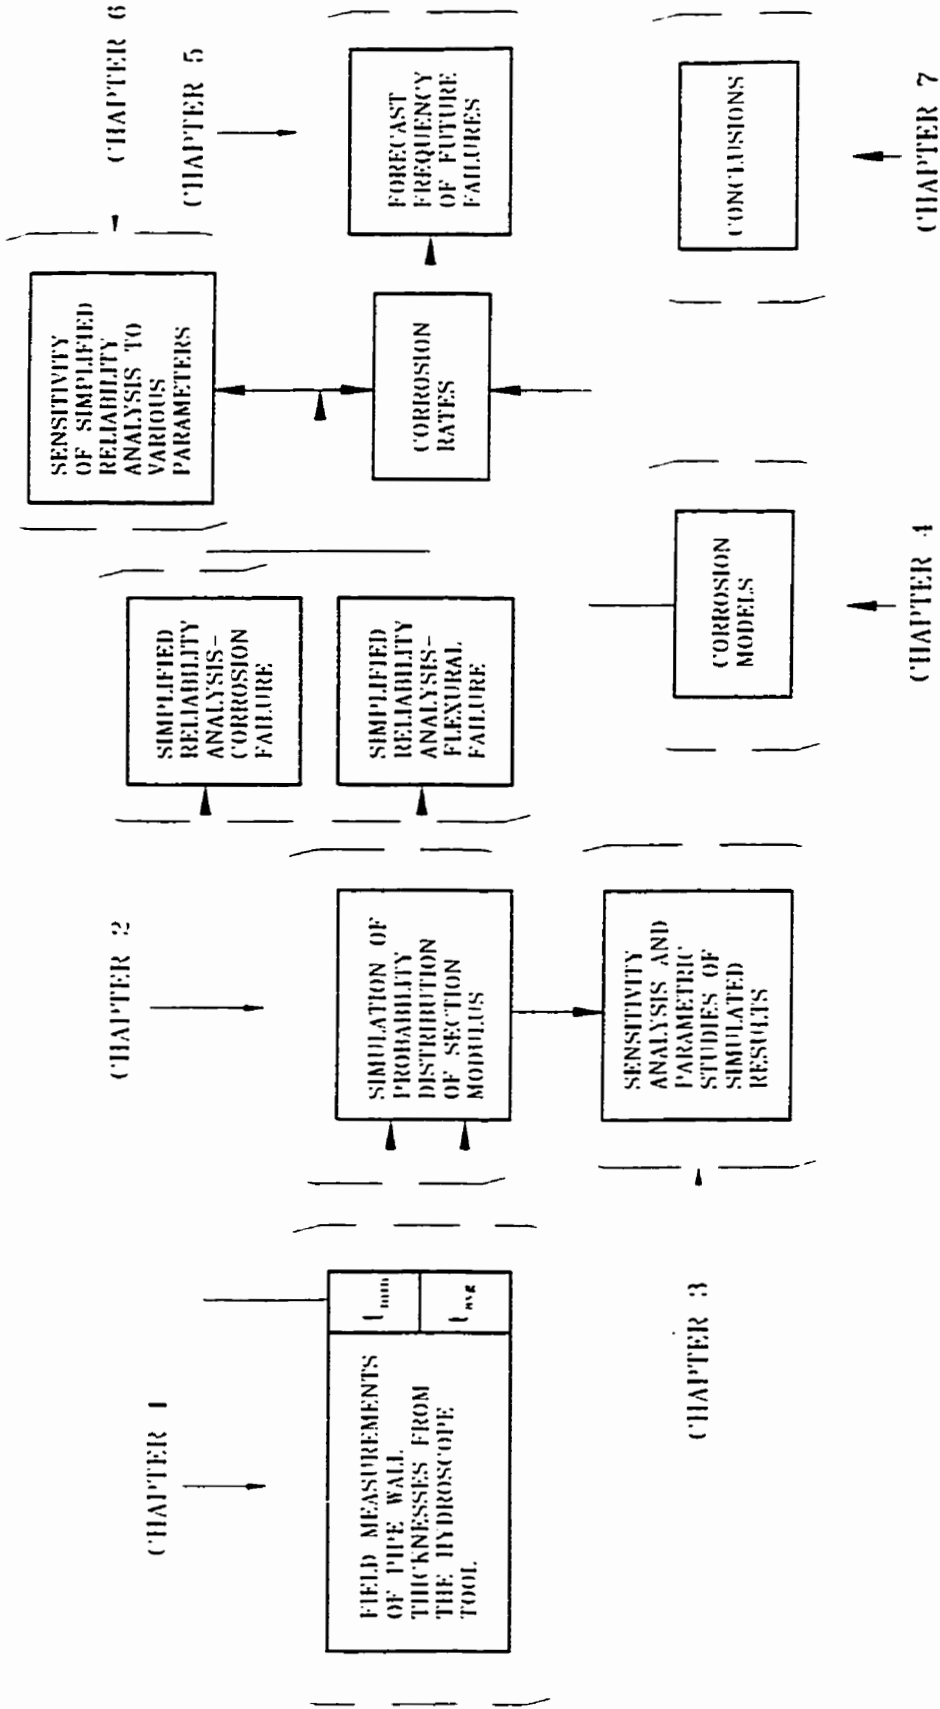 CHAPTER 1
FIELD MEASUREMENTS
OF PIPE WALL
THICKNESSES FROM
THE HYDROSCOPE
TOOL
t min
t avg
CHAPTER 2
SIMULATION OF
PROBABILITY
DISTRIBUTION
OF SECTION
MODULUS
CHAPTER 3
SENSITIVITY
ANALYSIS AND
PARAMETRIC
STUDIES OF
SIMULATED
RESULTS
SIMPLIFIED
RELIABILITY
ANALYSIS-
CORROSION
FAILURE
SIMPLIFIED
RELIABILITY
ANALYSIS-
FLEXURAL
FAILURE
CORROSION
MODELS
CHAPTER 4
SENSITIVITY
OF SIMPLIFIED
RELIABILITY
ANALYSIS TO
VARIOUS
PARAMETERS
CHAPTER 6
CORROSION
RATES
CHAPTER 5
FORECAST
FREQUENCY
OF FUTURE
FAILURES
CONCLUSIONS
CHAPTER 7